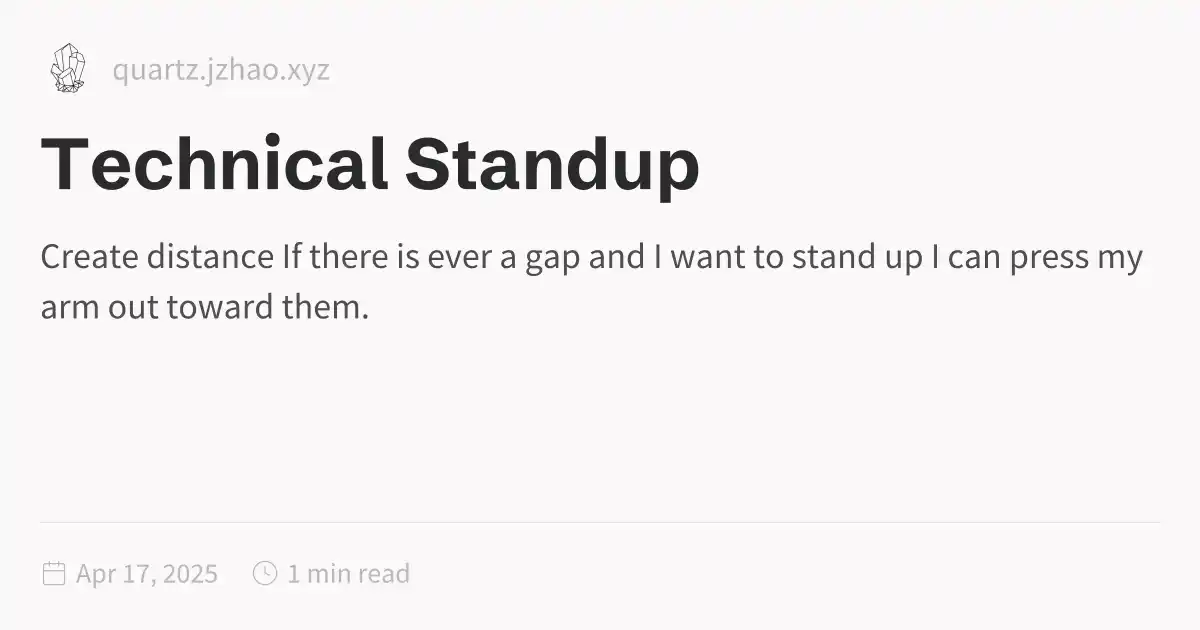 quartz.jzhao.xyz
Technical Standup
Create distance If there is ever a gap and I want to stand up I can press my
arm out toward them.
Apr 17, 2025 1 min read